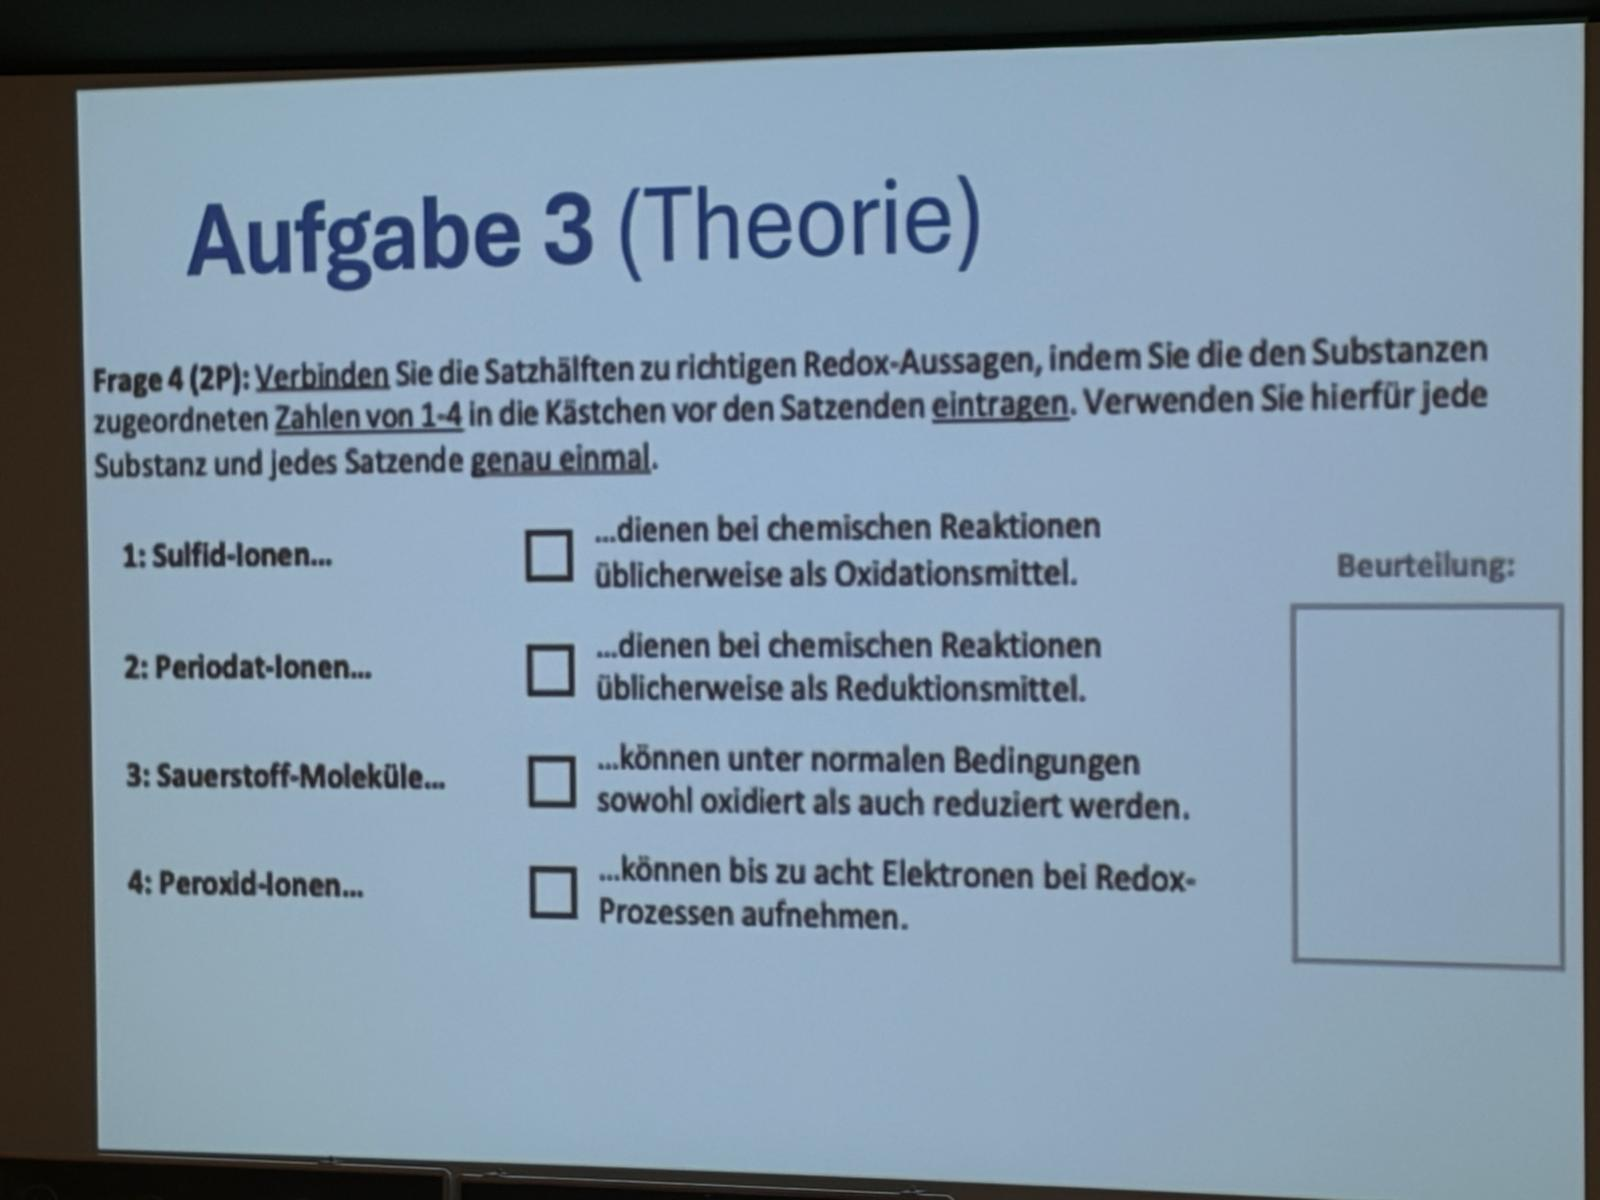 Aufgabe 3 (Theorie)
Frage 4 (2P): Verbinden Sie die Satzhälften zu richtigen Redox-Aussagen, indem Sie die den Substanzen
zugeordneten Zahlen von 1-4 in die Kästchen vor den Satzenden eintragen. Verwenden Sie hierfür jede
Substanz und jedes Satzende genau einmal.
1: Sulfid-Ionen...
...dienen bei chemischen Reaktionen
üblicherweise als Oxidationsmittel.
2: Periodat-Ionen...
...dienen bei chemischen Reaktionen
üblicherweise als Reduktionsmittel.
3: Sauerstoff-Moleküle...
...können unter normalen Bedingungen
sowohl oxidiert als auch reduziert werden.
4: Peroxid-Ionen...
...können bis zu acht Elektronen bei Redox-
Prozessen aufnehmen.
Beurteilung: